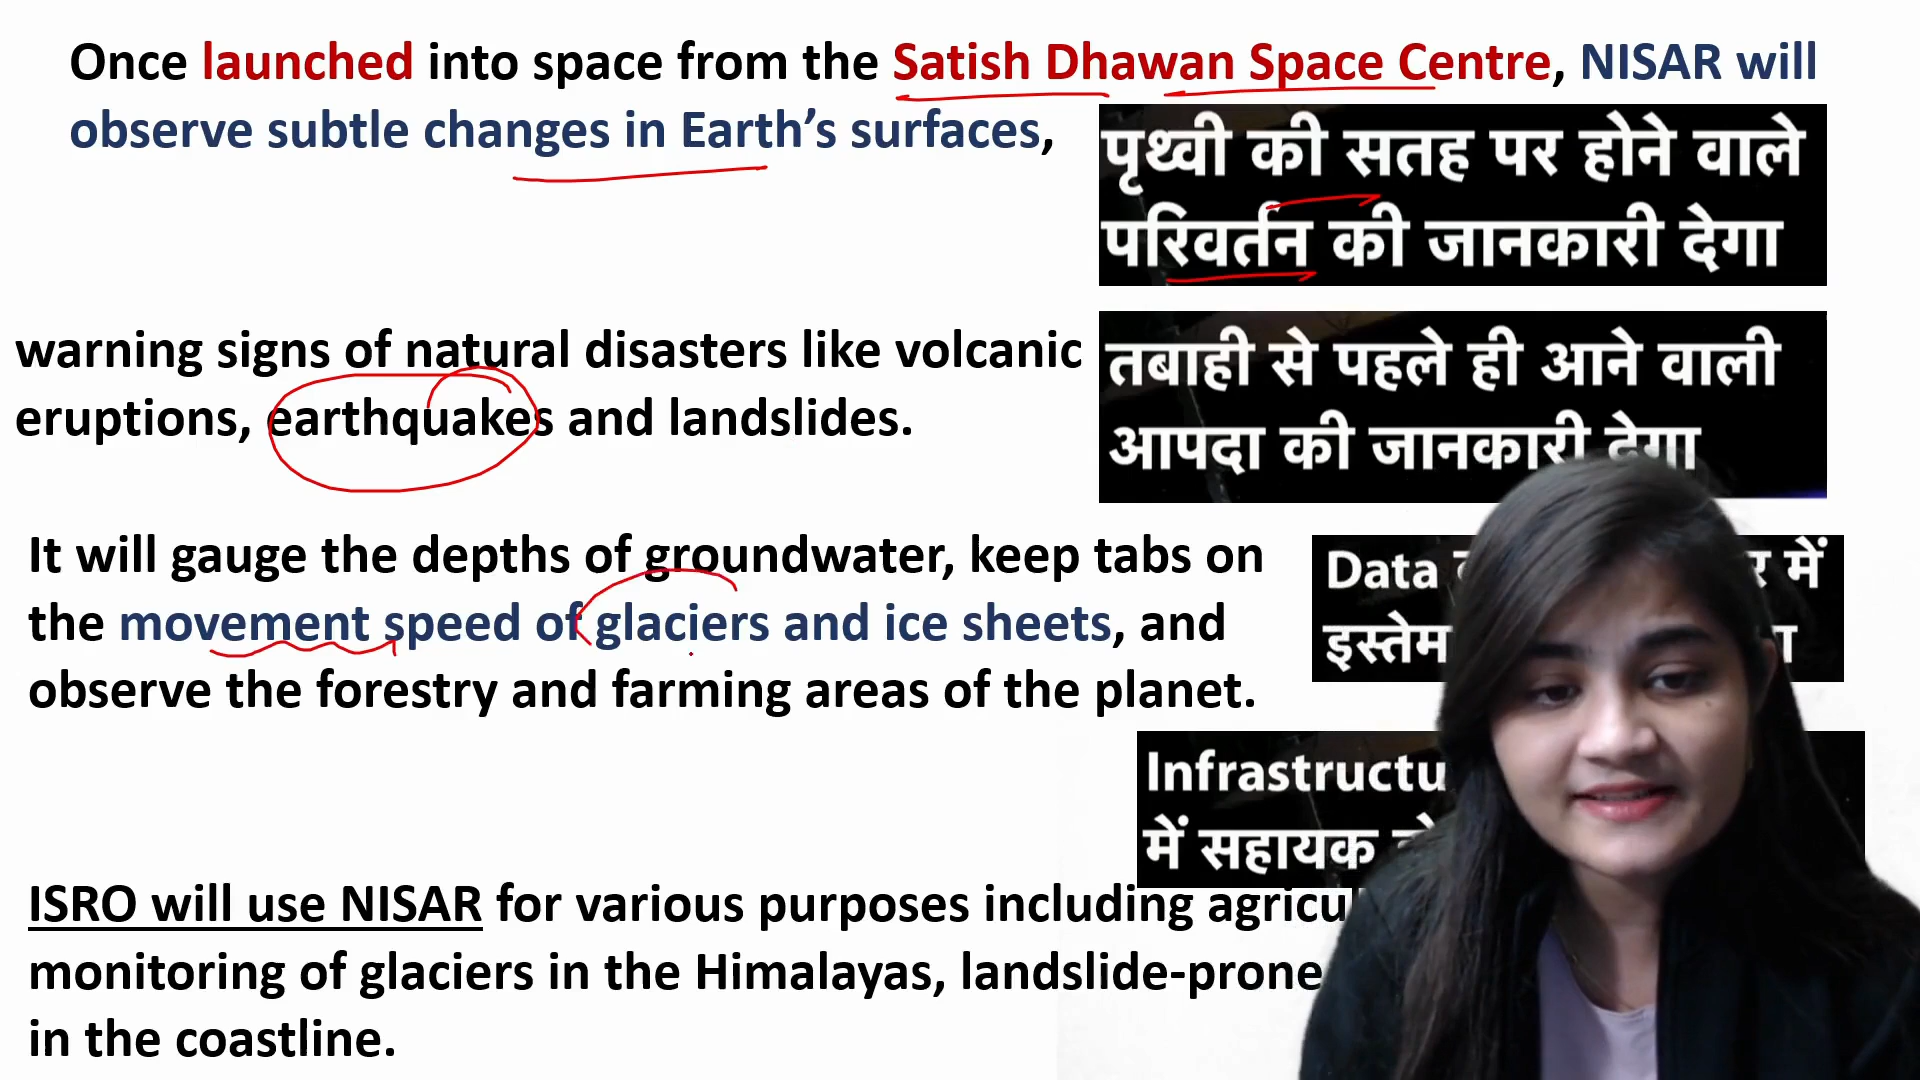 Once launched into space from the Satish Dhawan Space Centre, NISAR will
observe subtle changes in Earth’s surfaces,
पृथ्वी की सतह पर होने वाले
परिवर्तन की जानकारी देगा
warning signs of natural disasters like volcanic
eruptions, earthquakes and landslides.
तबाही से पहले ही आने वाली
आपदा की जानकारी देगा
It will gauge the depths of groundwater, keep tabs on
the movement speed of glaciers and ice sheets, and
observe the forestry and farming areas of the planet.
Data में
Infrastructu
में सहायक
ISRO will use NISAR for various purposes including
monitoring of glaciers in the Himalayas, landslide-prone
in the coastline.